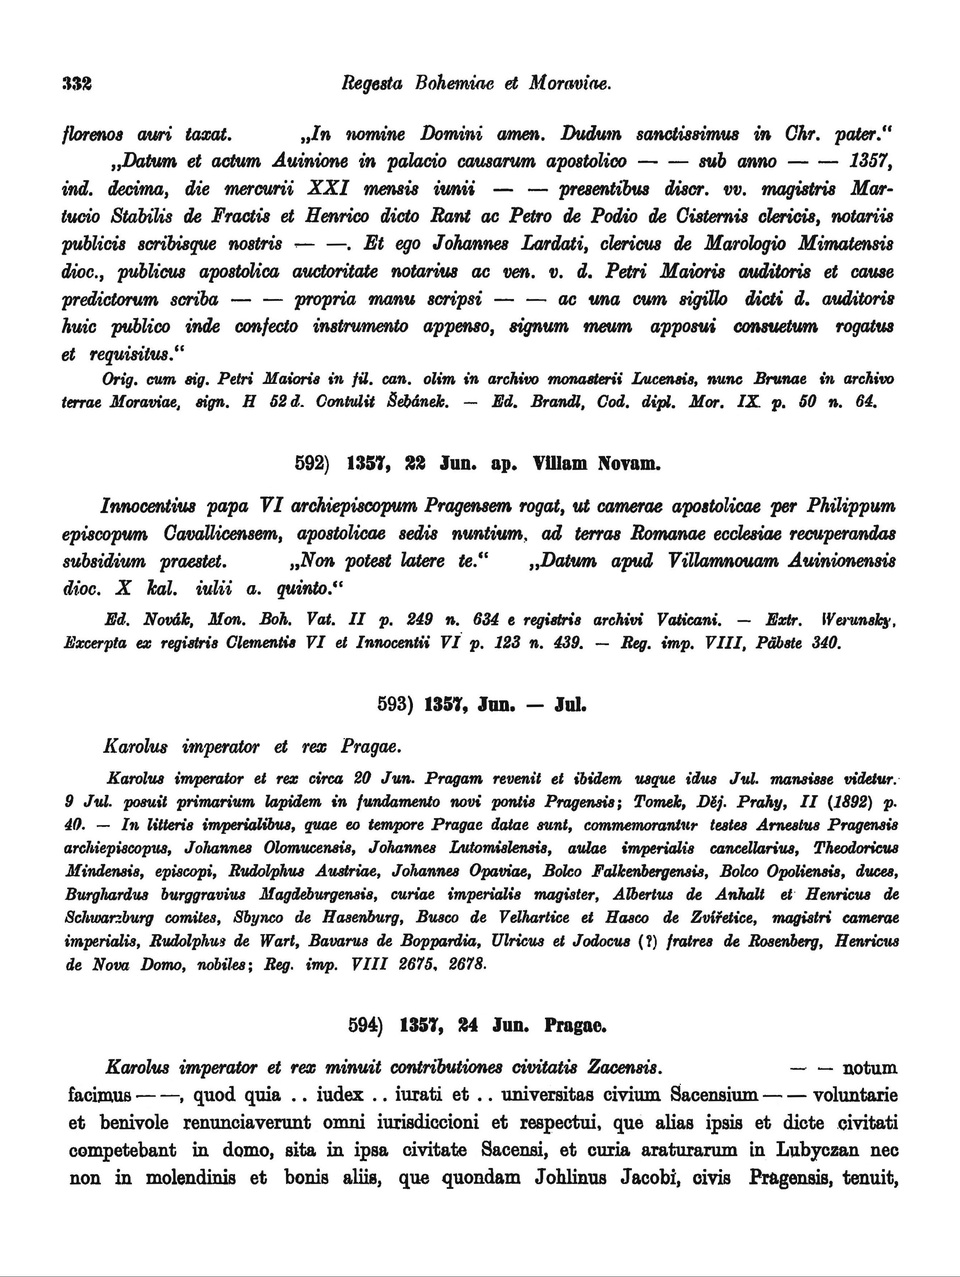 332 Regesta Bohemiae et Moraviae.
florenos auri taxat. „In nomine Domini amen. Dudum sanctissimus in Chr. pater.“
„Datum et actum Auinione in palacio causarum apostolico — — sub anno — — 1357,
ind. decima, die mercurii XXI mensis iunii — — presentibus discr. vv. magistris Mar-
tucio Stabilis de Fractis et Henrico dicto Rant ac Petro de Podio de Cisternis clericis, notariis
publicis scribisque nostris — —. Et ego Johannes Lardati, clericus de Marologio Mimatensis
dioc., publicus apostolica auctoritate notarius ac ven. v. d. Petri Maioris auditoris et cause
predictorum scriba — — propria manu scripsi — — ac una cum sigillo dicti d. auditoris
huic publico inde confecto instrumento appenso, signum meum apposui consuetum rogatus
et requisitus.“
Orig. cum sig. Petri Maioris in fil. can. olim in archivo monasterii Lucensis, nunc Brunae in archivo
terrae Moraviae, sign. H 52 d. Contulit Šebánek. — Ed. Brandl, Cod. dipl. Mor. IX p. 50 n. 64.
592) 1357, 22 Jun. ap. Villam Novam.
Innocentius papa VI archiepiscopum Pragensem rogat, ut camerae apostolicae per Philippum
episcopum Cavallicensem, apostolicae sedis nuntium, ad terras Romanae ecclesiae recuperandas
subsidium praestet. „Non potest latere te.“ „Datum apud Villamnouam Auinionensis
dioc. X kal. iulii a. quinto.“
Ed. Novák, Mon. Boh. Vat. II p. 249 n. 634 e registris archivi Vaticani. — Extr. Werunsky,
Excerpta ex registris Clementis VI et Innocentii VI p. 123 n. 439. — Reg. imp. VIII, Päbste 340.
593) 1357, Jun. — Jul.
Karolus imperator et rex Pragae.
Karolus imperator et rex circa 20 Jun. Pragam revenit et ibidem usque idus Jul. mansisse videtur.
9 Jul. posuit primarium lapidem in fundamento novi pontis Pragensis; Tomek, Děj. Prahy, II (1892) p.
40. — In litteris imperialibus, quae eo tempore Pragae datae sunt, commemorantur testes Arnestus Pragensis
archiepiscopus, Johannes Olomucensis, Johannes Lutomislensis, aulae imperialis cancellarius, Theodoricus
Mindensis, episcopi, Rudolphus Austriae, Johannes Opaviae, Bolco Falkenbergensis, Bolco Opoliensis, duces,
Burghardus burggravius Magdeburgensis, curiae imperialis magister, Albertus de Anhalt et Henricus de
Schwarzburg comites, Sbynco de Hasenburg, Busco de Velhartice et Hasco de Zvířetice, magistri camerae
imperialis, Rudolphus de Wart, Bavarus de Boppardia, Ulricus et Jodocus (?) fratres de Rosenberg, Henricus
de Nova Domo, nobiles; Reg. imp. VIII 2675, 2678.
594) 1357, 24 Jun. Pragae.
Karolus imperator et rex minuit contributiones civitatis Zacensis. — — notum
facimus — —, quod quia .. iudex .. iurati et .. universitas civium Sacensium — — voluntarie
et benivole renunciaverunt omni iurisdiccioni et respectui, que alias ipsis et dicte civitati
competebant in domo, sita in ipsa civitate Sacensi, et curia araturarum in Lubyczan nec
non in molendinis et bonis aliis, que quondam Johlinus Jacobi, civis Pragensis, tenuit,